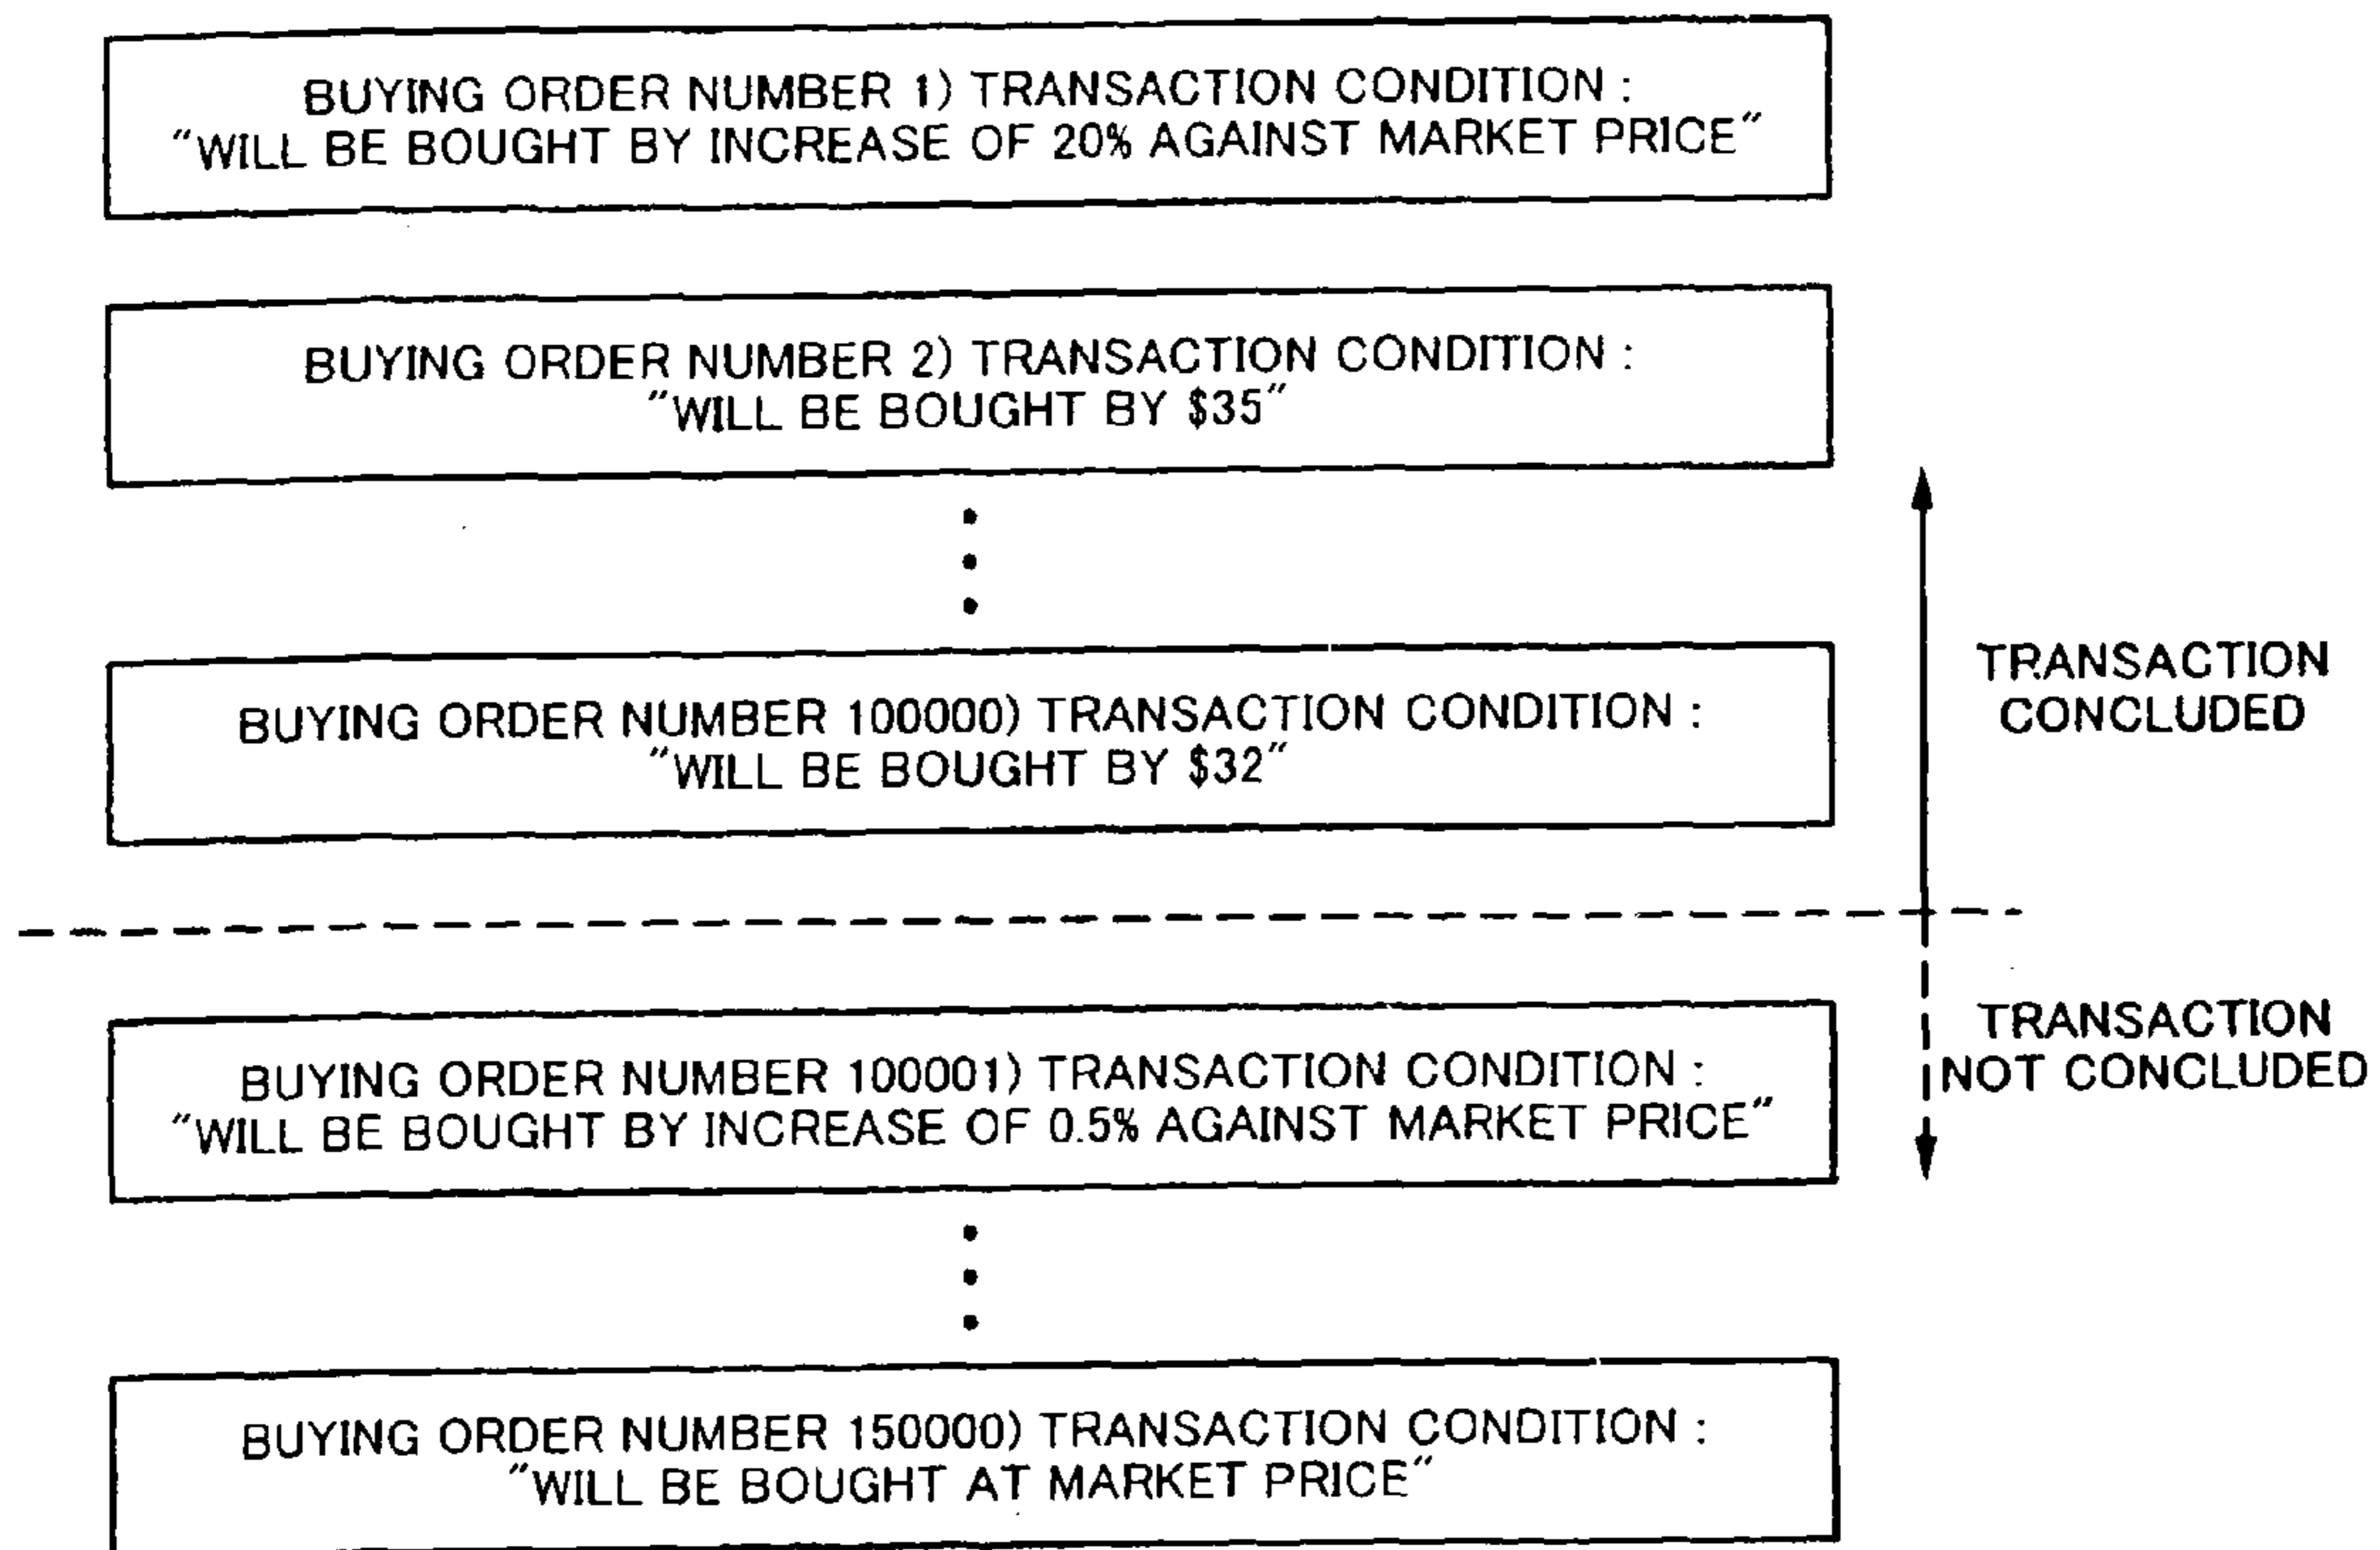 BUYING ORDER NUMBER 1) TRANSACTION CONDITION :
"WILL BE BOUGHT BY INCREASE OF 20% AGAINST MARKET PRICE"
BUYING ORDER NUMBER 2) TRANSACTION CONDITION :
"WILL BE BOUGHT BY $35"
BUYING ORDER NUMBER 100000) TRANSACTION CONDITION :
"WILL BE BOUGHT BY $32"
TRANSACTION
CONCLUDED
BUYING ORDER NUMBER 100001) TRANSACTION CONDITION :
"WILL BE BOUGHT BY INCREASE OF 0.5% AGAINST MARKET PRICE"
TRANSACTION
NOT CONCLUDED
BUYING ORDER NUMBER 150000) TRANSACTION CONDITION :
"WILL BE BOUGHT AT MARKET PRICE"